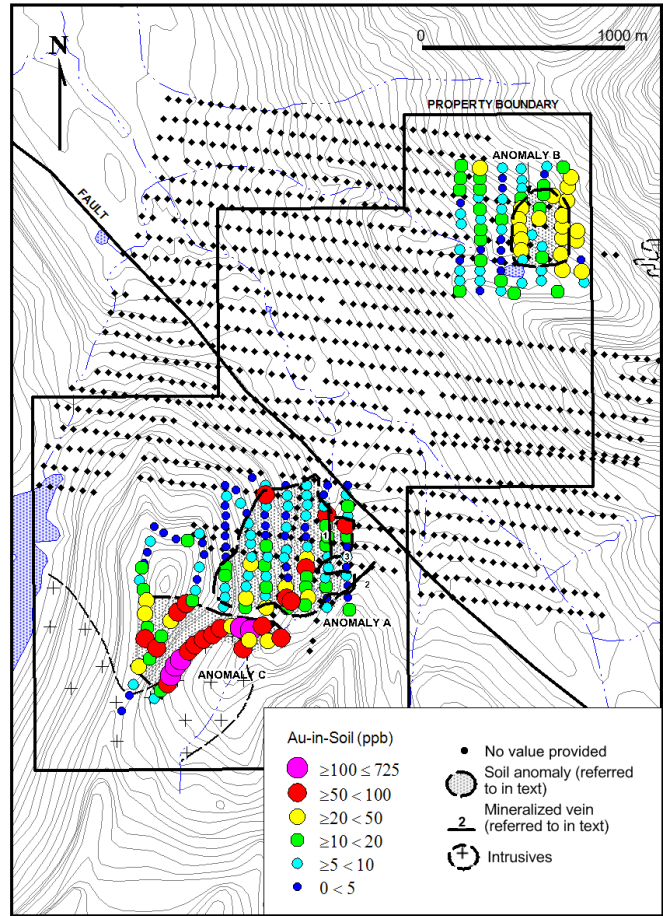 N
0 1000 m
PROPERTY BOUNDARY
ANOMALY B
FAULT
1
3
2
ANOMALY A
ANOMALY C
Au-in-Soil (ppb)
≥100 ≤ 725
≥50 < 100
≥20 < 50
≥10 < 20
≥5 < 10
0 < 5
No value provided
Soil anomaly (referred
to in text)
2 Mineralized vein
(referred to in text)
Intrusives